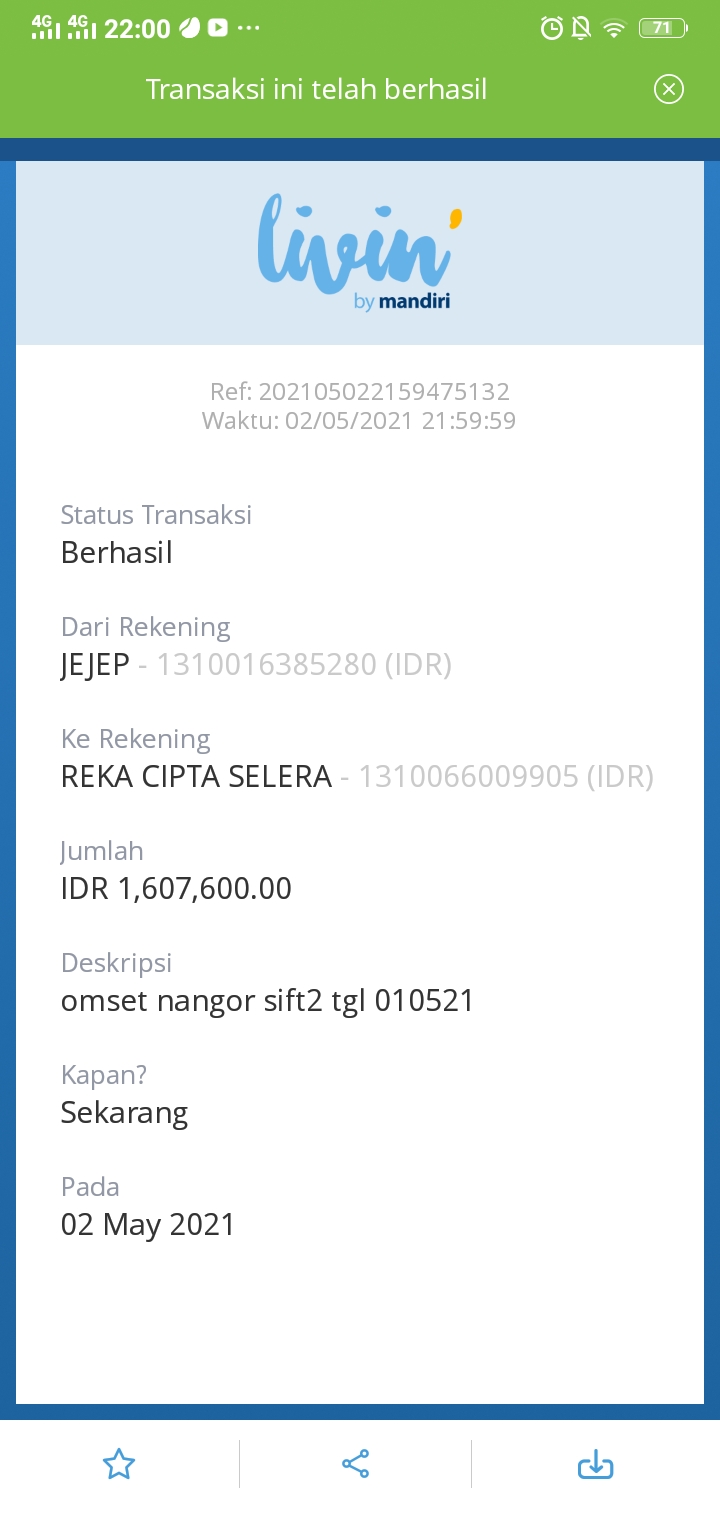 4G 4G 22:00 71
Transaksi ini telah berhasil
livin'
by mandiri
Ref: 202105022159475132
Waktu: 02/05/2021 21:59:59
Status Transaksi
Berhasil
Dari Rekening
JEJEP - 1310016385280 (IDR)
Ke Rekening
REKA CIPTA SELERA - 1310066009905 (IDR)
Jumlah
IDR 1,607,600.00
Deskripsi
omset nangor sift2 tgl 010521
Kapan?
Sekarang
Pada
02 May 2021